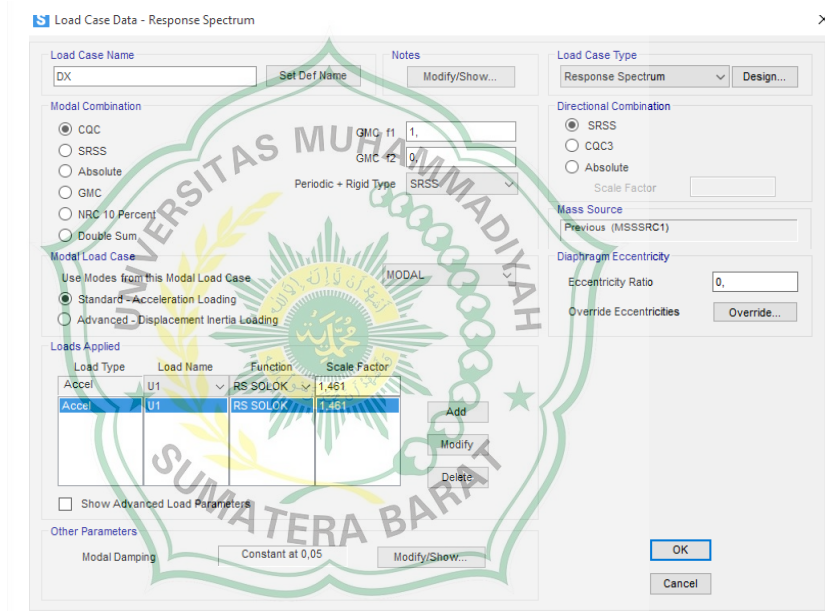 Load Case Data - Response Spectrum
Load Case Name
DX
Set Def Name
Notes
Modify/Show...
Load Case Type
Response Spectrum
Design...
Modal Combination
CQC
SRSS
Absolute
GMC
NRC 10 Percent
Double Sum
GMC f1 1,
GMC f2 0,
Periodic + Rigid Type SRSS
Directional Combination
SRSS
CQC3
Absolute
Scale Factor
Mass Source
Previous (MSSSRC1)
Modal Load Case
Use Modes from this Modal Load Case MODAL
Standard - Acceleration Loading
Advanced - Displacement Inertia Loading
Diaphragm Eccentricity
Eccentricity Ratio 0,
Override Eccentricities Override...
Loads Applied
Load Type Load Name Function Scale Factor
Accel U1 RS SOLOK 1,461
Accel U1 RS SOLOK 1,461
Add
Modify
Delete
Show Advanced Load Parameters
Other Parameters
Modal Damping Constant at 0,05 Modify/Show...
OK
Cancel
UNIVERSITAS MUHAMMADIYAH
SUMATERA BARAT